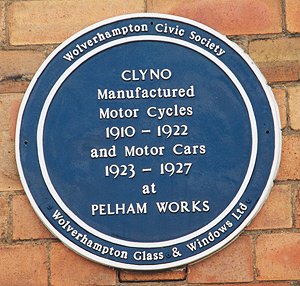 Wolverhampton Civic Society
CLYNO
Manufactured
Motor Cycles
1910 – 1922
and Motor Cars
1923 – 1927
at
PELHAM WORKS
Wolverhampton Glass & Windows Ltd